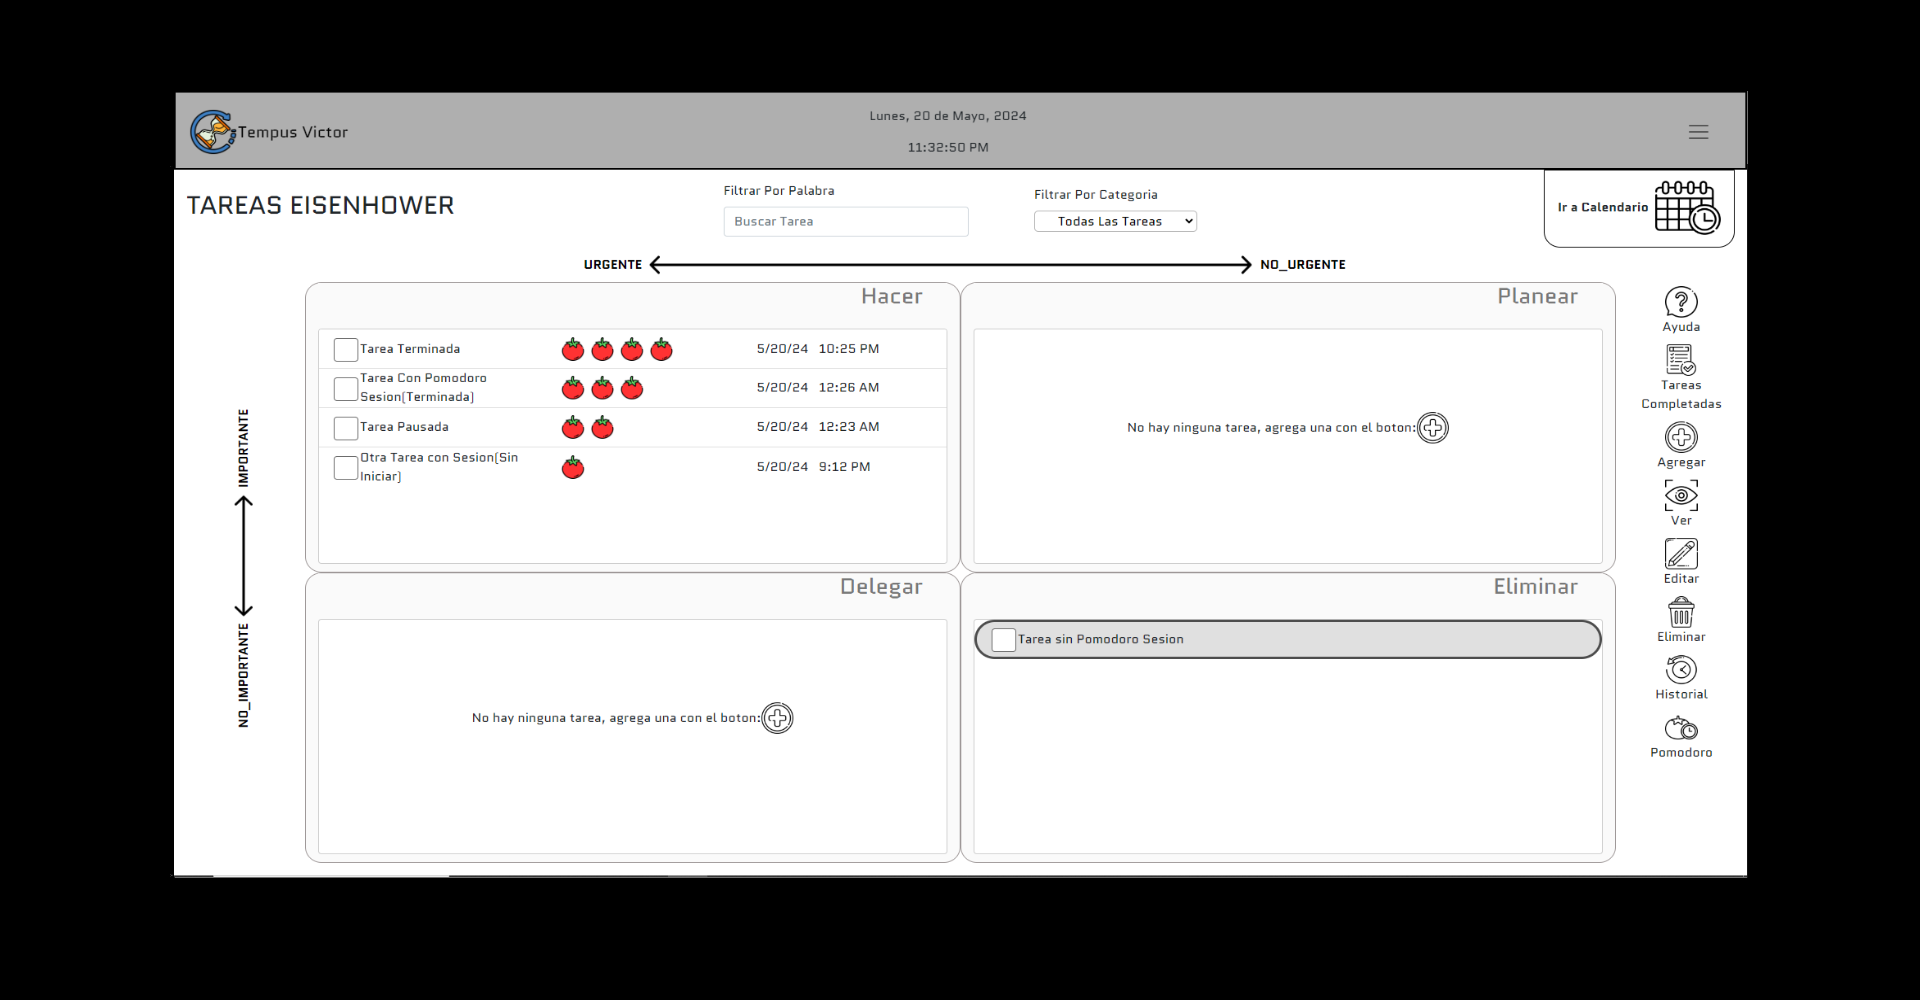 Tempus Victor
Lunes, 20 de Mayo, 2024
11:32:50 PM
TAREAS EISENHOWER
Filtrar Por Palabra
Buscar Tarea
Filtrar Por Categoria
Todas Las Tareas
Ir a Calendario
URGENTE
NO_URGENTE
IMPORTANTE
NO_IMPORTANTE
Hacer
Tarea Terminada 5/20/24 10:25 PM
Tarea Con Pomodoro
Sesion(Terminada) 5/20/24 12:26 AM
Tarea Pausada 5/20/24 12:23 AM
Otra Tarea con Sesion(Sin
Iniciar) 5/20/24 9:12 PM
Planear
No hay ninguna tarea, agrega una con el boton:
Delegar
No hay ninguna tarea, agrega una con el boton:
Eliminar
Tarea sin Pomodoro Sesion
Ayuda
Tareas
Completadas
Agregar
Ver
Editar
Eliminar
Historial
Pomodoro